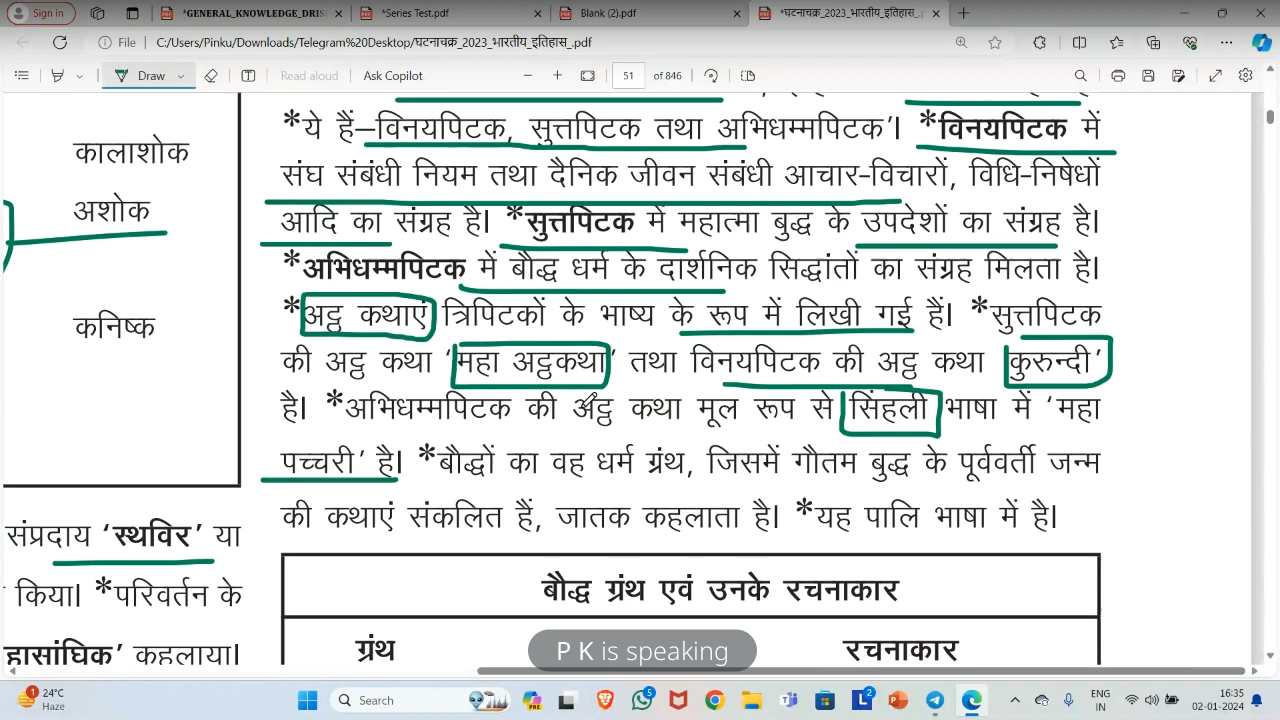 Sign in
*GENERAL_KNOWLEDGE_DRIS
*Series Test.pdf
Blank (2).pdf
*घटनाचक्र_2023_भारतीय_इतिहास_.p
File C:/Users/Pinku/Downloads/Telegram%20Desktop/घटनाचक्र_2023_भारतीय_इतिहास_.pdf
Draw Read aloud Ask Copilot 51 of 846
*ये हैं–विनयपिटक, सुत्तपिटक तथा अभिधम्मपिटक’। *विनयपिटक में
कालाशोक
संघ संबंधी नियम तथा दैनिक जीवन संबंधी आचार-विचारों, विधि-निषेधों
अशोक
आदि का संग्रह है। *सुत्तपिटक में महात्मा बुद्ध के उपदेशों का संग्रह है।
*अभिधम्मपिटक में बौद्ध धर्म के दार्शनिक सिद्धांतों का संग्रह मिलता है।
कनिष्क
*अट्ठ कथाएं त्रिपिटकों के भाष्य के रूप में लिखी गई हैं। *सुत्तपिटक
की अट्ठ कथा ‘महा अट्ठकथा’ तथा विनयपिटक की अट्ठ कथा कुरुन्दी’
है। *अभिधम्मपिटक की अट्ठ कथा मूल रूप से सिंहली भाषा में ‘महा
पच्चरी’ है। *बौद्धों का वह धर्म ग्रंथ, जिसमें गौतम बुद्ध के पूर्ववर्ती जन्म
की कथाएं संकलित हैं, जातक कहलाता है। *यह पालि भाषा में है।
संप्रदाय ‘स्थविर’ या
किया। *परिवर्तन के
हासांघिक’ कहलाया।
बौद्ध ग्रंथ एवं उनके रचनाकार
ग्रंथ रचनाकार
P K is speaking
1 24°C
Haze
Search
5
2
ENG
IN
16:35
02-01-2024